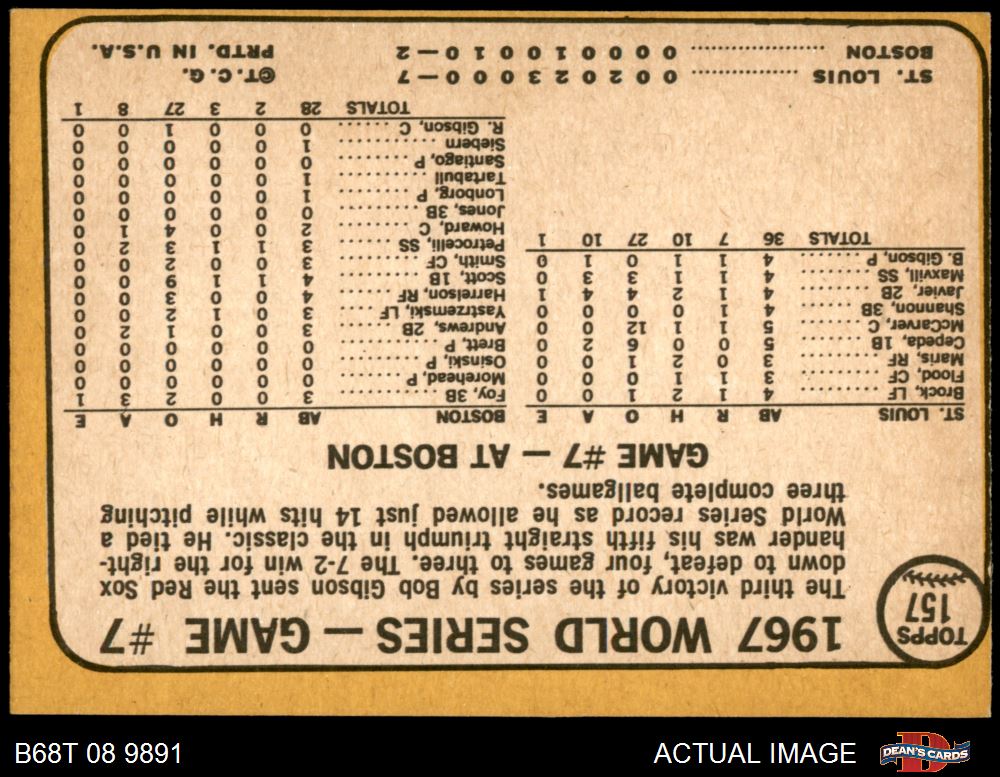 TOPPS
157
1967 WORLD SERIES — GAME #7
The third victory of the series by Bob Gibson sent the Red Sox
down to defeat, four games to three. The 7-2 win for the right-
hander was his fifth straight triumph in the classic. He tied a
World Series record as he allowed just 14 hits while pitching
three complete ballgames.
GAME #7 — AT BOSTON
ST. LOUIS AB R H O A E
Brock, LF 4 1 2 1 0 0
Flood, CF 3 1 1 0 0 0
Maris, RF 3 0 2 1 0 0
Cepeda, 1B 5 0 0 6 2 0
McCarver, C 5 1 1 12 0 0
Shannon, 3B 4 1 0 0 0 0
Javier, 2B 4 1 2 4 4 1
Maxvill, SS 4 1 1 3 3 0
B. Gibson, P 4 1 1 0 1 0
TOTALS 36 7 10 27 10 1
BOSTON AB R H O A E
Foy, 3B 3 0 0 2 3 1
Morehead, P 0 0 0 0 0 0
Osinski, P 0 0 0 0 0 0
Brett, P 0 0 0 0 0 0
Andrews, 2B 3 0 0 1 2 0
Yastrzemski, LF 3 0 1 2 0 0
Harrelson, RF 4 0 0 3 0 0
Scott, 1B 4 1 1 9 0 0
Smith, CF 3 0 0 2 0 0
Petrocelli, SS 3 1 1 3 2 0
Howard, C 2 0 0 4 1 0
Jones, 3B 0 0 0 0 0 0
Lonborg, P 1 0 0 0 0 0
Tartabull 1 0 0 0 0 0
Santiago, P 0 0 0 0 0 0
Siebern 1 0 0 0 0 0
R. Gibson, C 0 0 0 1 0 0
TOTALS 28 2 3 27 8 1
ST. LOUIS 0 0 2 0 2 3 0 0 0 — 7 ©T.C.G.
BOSTON 0 0 0 0 1 0 0 1 0 — 2 PRTD. IN U.S.A.
B68T 08 9891
ACTUAL IMAGE
DEAN'S CARDS